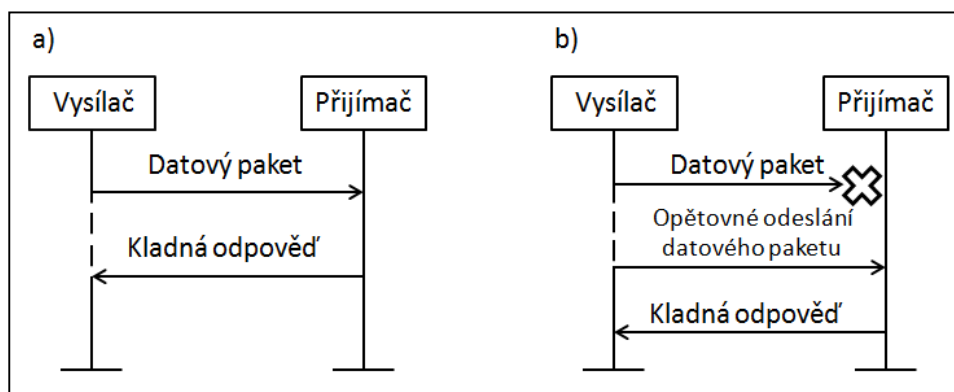 a)
Vysílač
Přijímač
Datový paket
Kladná odpověď
b)
Vysílač
Přijímač
Datový paket
Opětovné odeslání
datového paketu
Kladná odpověď